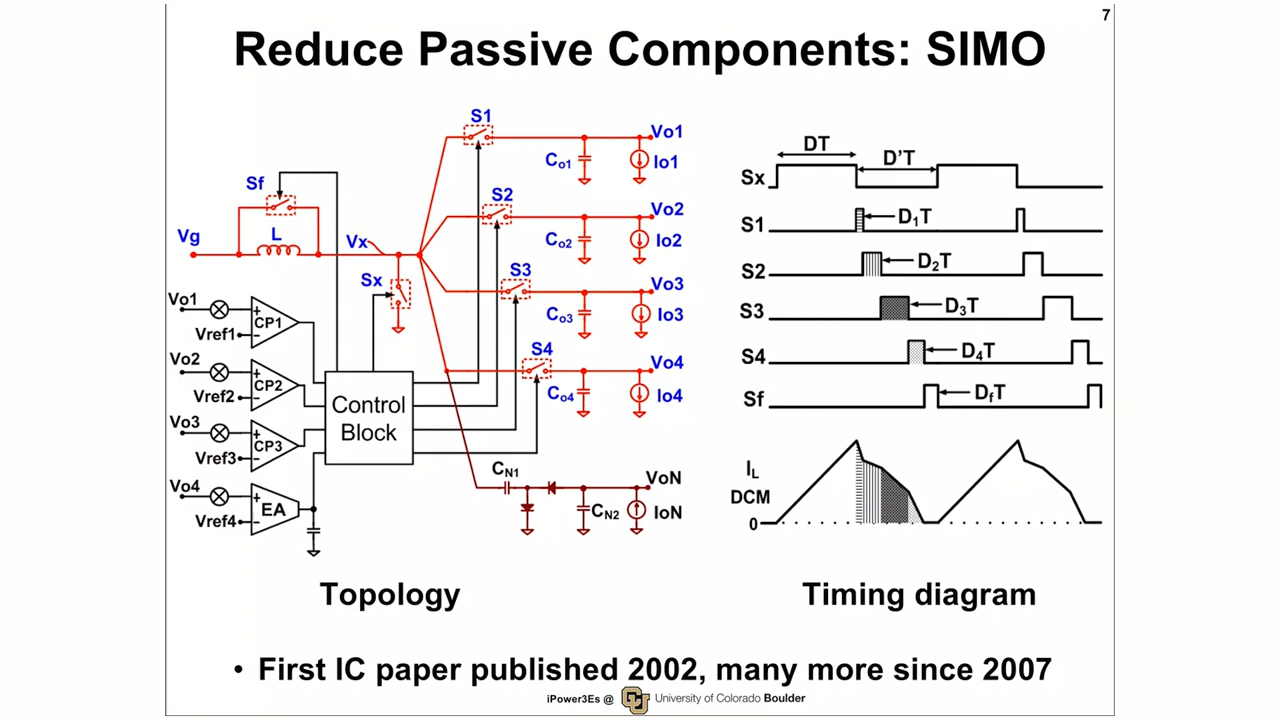 7
Reduce Passive Components: SIMO
S1
Vo1
Co1
Io1
Sf
S2
Vo2
Vg
L
Vx
Co2
Io2
Sx
S3
Vo3
Co3
Io3
S4
Vo4
Co4
Io4
Vo1
CP1
Vref1
Vo2
CP2
Vref2
Vo3
CP3
Vref3
Vo4
EA
Vref4
Control
Block
CN1
VoN
CN2
IoN
DT
D'T
Sx
S1
D1T
S2
D2T
S3
D3T
S4
D4T
Sf
DfT
IL
DCM
0
Topology
Timing diagram
• First IC paper published 2002, many more since 2007
iPower3Es @ CU University of Colorado Boulder